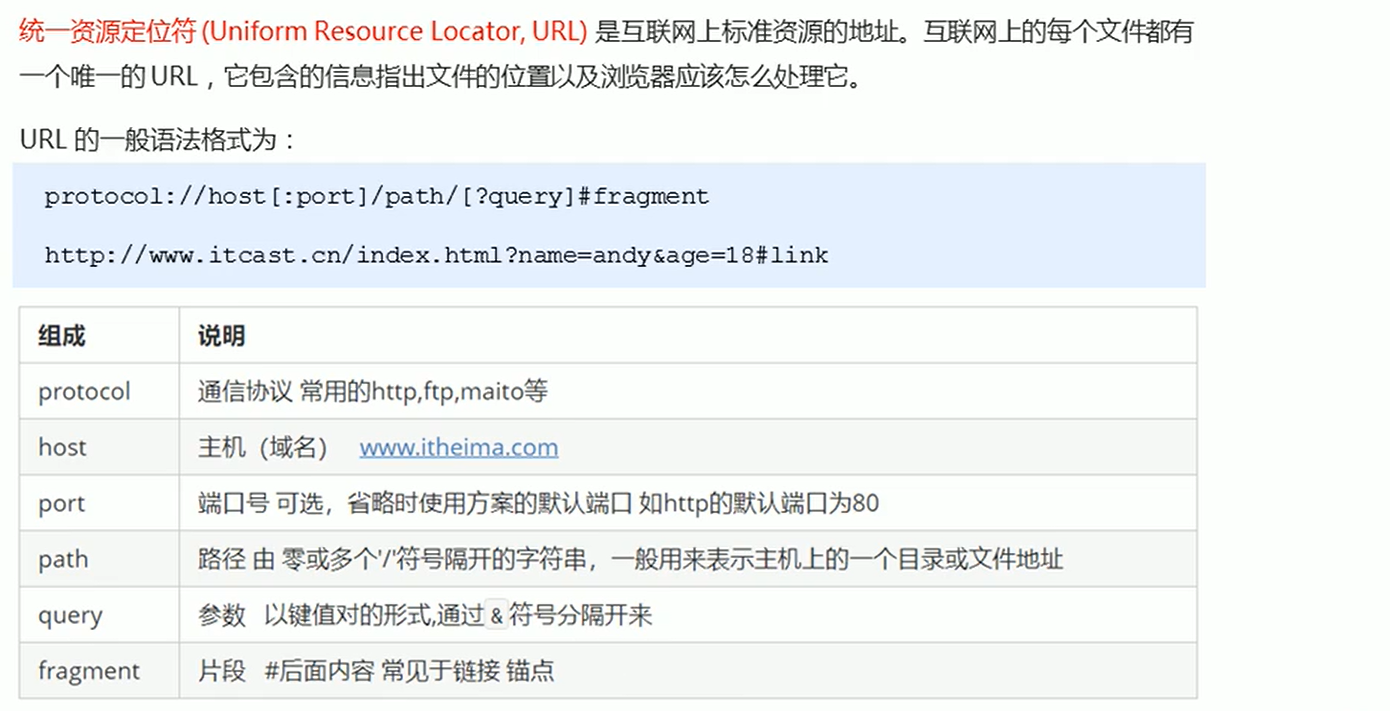 统一资源定位符 (Uniform Resource Locator, URL) 是互联网上标准资源的地址。互联网上的每个文件都有
一个唯一的 URL，它包含的信息指出文件的位置以及浏览器应该怎么处理它。
URL 的一般语法格式为：
protocol://host[:port]/path/[?query]#fragment
http://www.itcast.cn/index.html?name=andy&age=18#link
组成 说明
protocol 通信协议 常用的http,ftp,maito等
host 主机（域名） www.itheima.com
port 端口号 可选，省略时使用方案的默认端口 如http的默认端口为80
path 路径 由 零或多个'/'符号隔开的字符串，一般用来表示主机上的一个目录或文件地址
query 参数 以键值对的形式,通过 & 符号分隔开来
fragment 片段 #后面内容 常见于链接 锚点